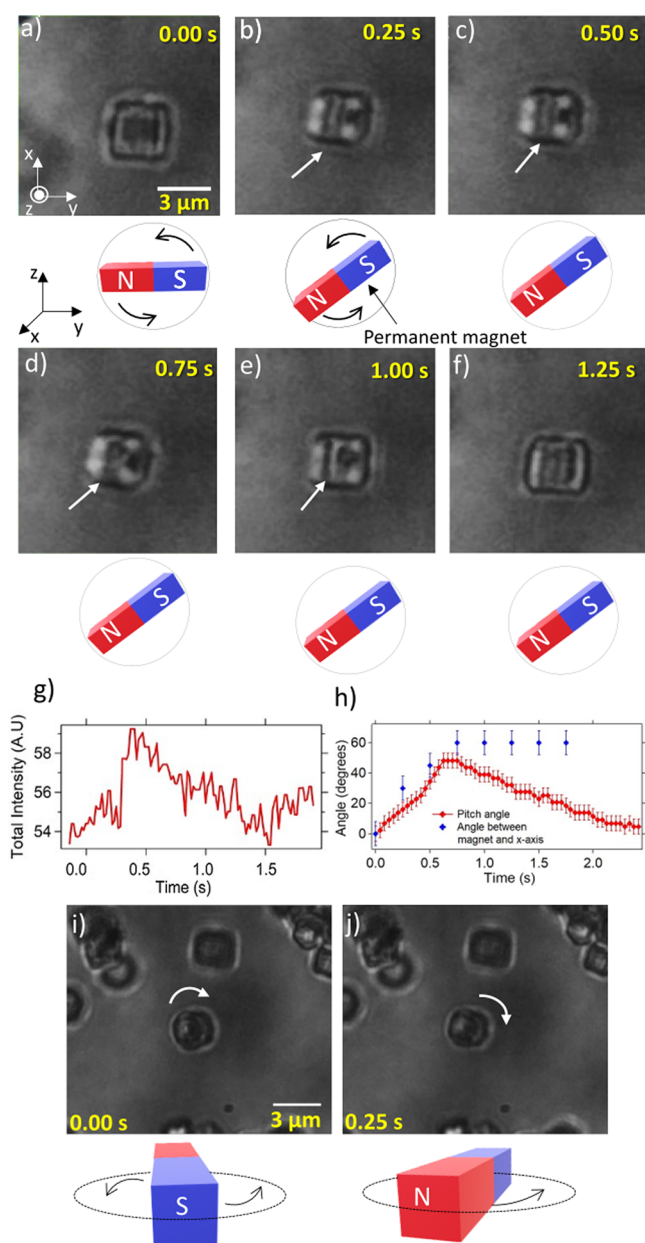 a) 0.00 s
b) 0.25 s
c) 0.50 s
x
z y
3 µm
N S
N S
N S
z
x y
Permanent magnet
d) 0.75 s
e) 1.00 s
f) 1.25 s
N S
N S
N S
g)
Total Intensity (A.U)
58
56
54
0.0 0.5 1.0 1.5
Time (s)
h)
Angle (degrees)
60
40
20
0
Pitch angle
Angle between
magnet and x-axis
0.0 0.5 1.0 1.5 2.0
Time (s)
i)
0.00 s 3 µm
j)
0.25 s
S
N